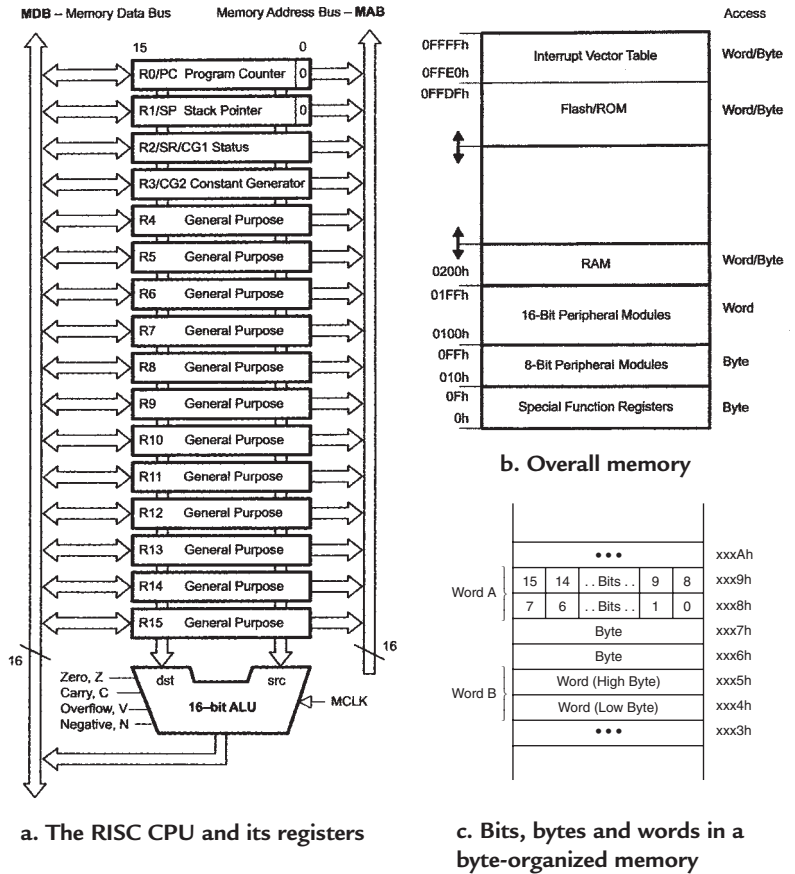 MDB – Memory Data Bus
Memory Address Bus – MAB
15
0
R0/PC Program Counter 0
R1/SP Stack Pointer 0
R2/SR/CG1 Status
R3/CG2 Constant Generator
R4 General Purpose
R5 General Purpose
R6 General Purpose
R7 General Purpose
R8 General Purpose
R9 General Purpose
R10 General Purpose
R11 General Purpose
R12 General Purpose
R13 General Purpose
R14 General Purpose
R15 General Purpose
16
16
Zero, Z
Carry, C
Overflow, V
Negative, N
dst
src
16–bit ALU
MCLK
a. The RISC CPU and its registers
Access
0FFFFh
Interrupt Vector Table
Word/Byte
0FFE0h
0FFDFh
Flash/ROM
Word/Byte
RAM
Word/Byte
0200h
01FFh
16-Bit Peripheral Modules
Word
0100h
0FFh
8-Bit Peripheral Modules
Byte
010h
0Fh
Special Function Registers
Byte
0h
b. Overall memory
••• xxxAh
Word A
15 14 . . Bits . . 9 8 xxx9h
7 6 . . Bits . . 1 0 xxx8h
Byte xxx7h
Byte xxx6h
Word B
Word (High Byte) xxx5h
Word (Low Byte) xxx4h
••• xxx3h
c. Bits, bytes and words in a
byte-organized memory